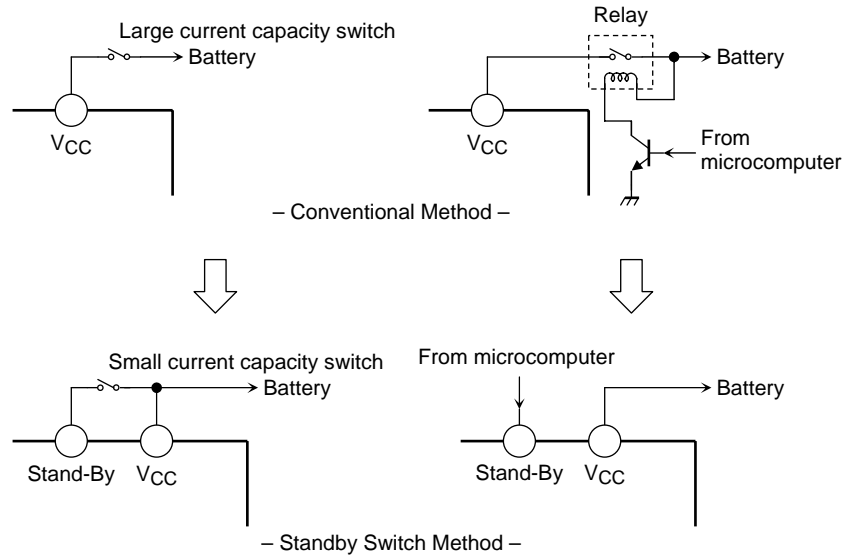 Large current capacity switch
Battery
VCC
Relay
Battery
VCC
From
microcomputer
– Conventional Method –
Small current capacity switch
Battery
Stand-By VCC
From microcomputer
Battery
Stand-By VCC
– Standby Switch Method –